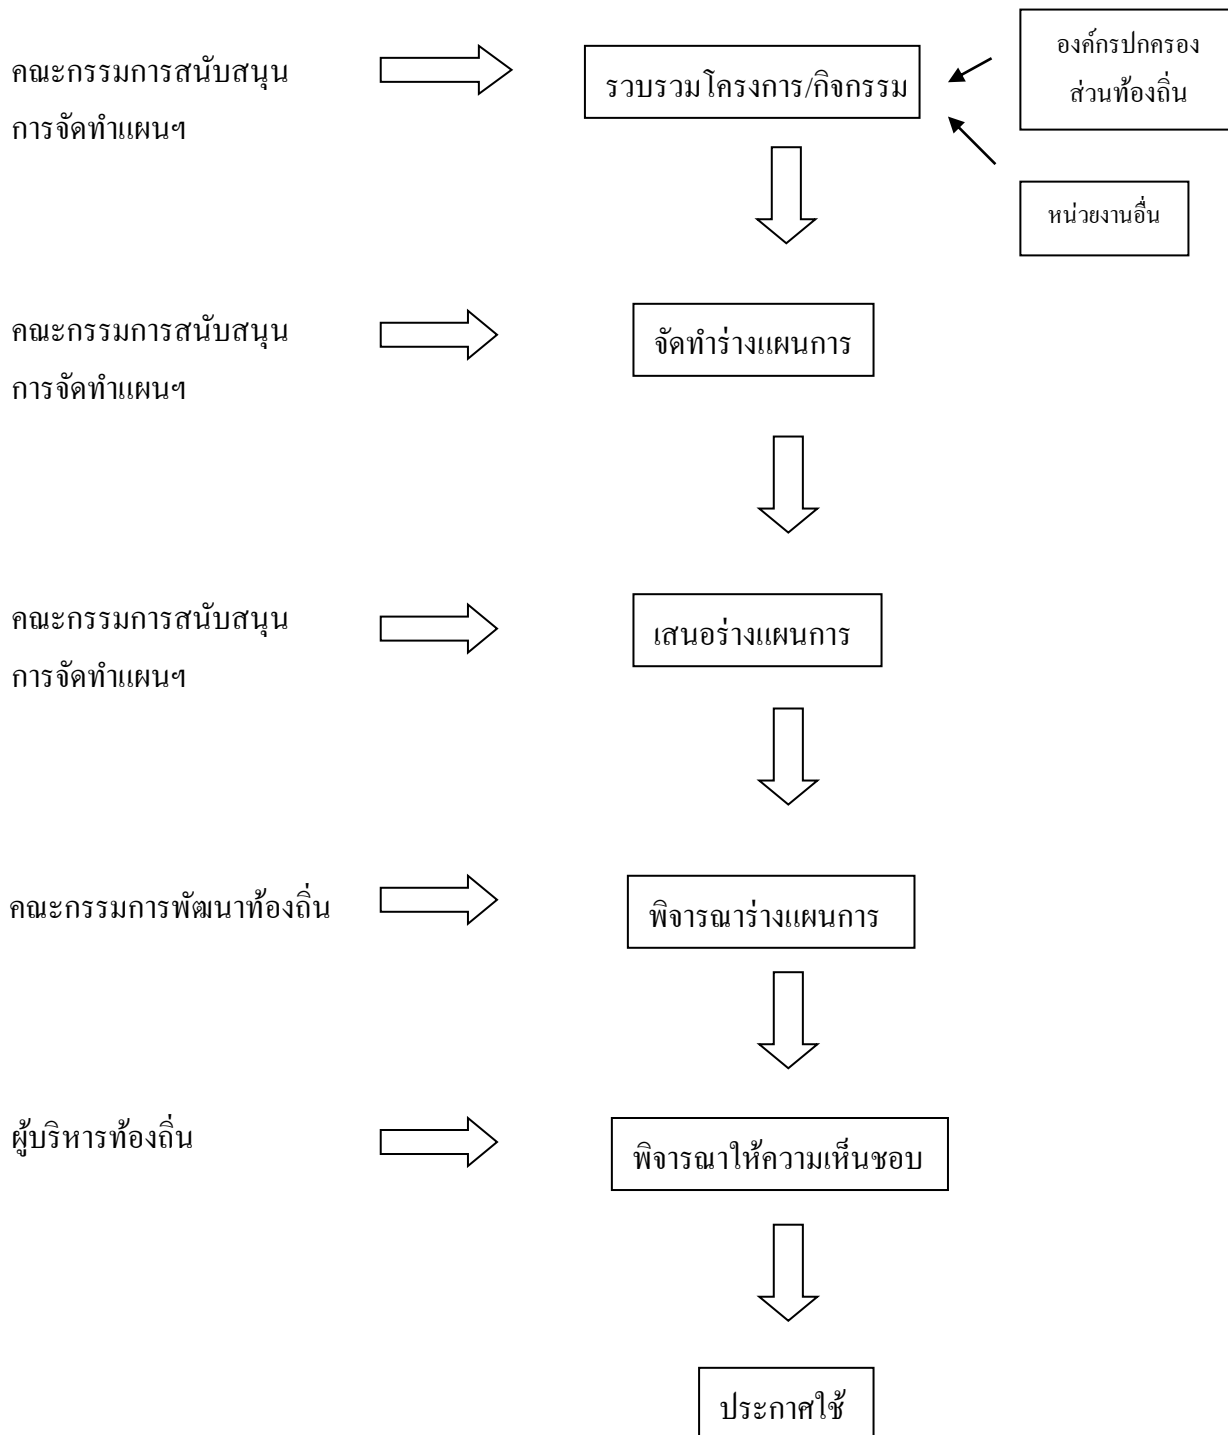 คณะกรรมการสนับสนุน
การจัดทำแผนฯ
รวบรวมโครงการ/กิจกรรม
องค์กรปกครอง
ส่วนท้องถิ่น
หน่วยงานอื่น
คณะกรรมการสนับสนุน
การจัดทำแผนฯ
จัดทำร่างแผนการ
คณะกรรมการสนับสนุน
การจัดทำแผนฯ
เสนอร่างแผนการ
คณะกรรมการพัฒนาท้องถิ่น
พิจารณาร่างแผนการ
ผู้บริหารท้องถิ่น
พิจารณาให้ความเห็นชอบ
ประกาศใช้